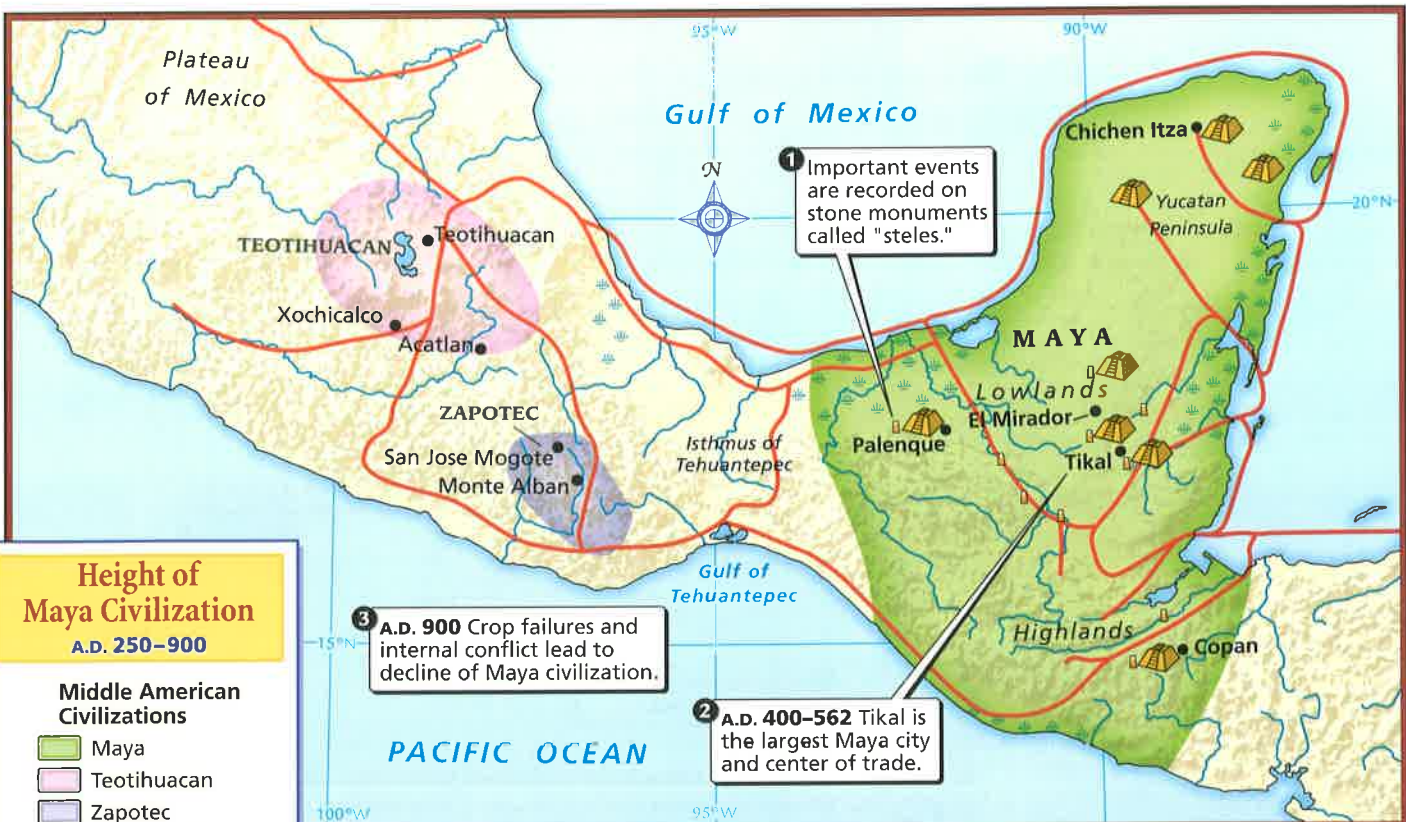 95°W
90°W
Plateau
of Mexico
Gulf of Mexico
Chichen Itza
N
1
Important events
are recorded on
stone monuments
called "steles."
Yucatan
Peninsula
20°N
TEOTIHUACAN
Teotihuacan
Xochicalco
Acatlan
MAYA
Lowlands
El Mirador
Palenque
Tikal
ZAPOTEC
San Jose Mogote
Monte Alban
Isthmus of
Tehuantepec
Gulf of
Tehuantepec
Height of
Maya Civilization
A.D. 250–900
15°N
3
A.D. 900 Crop failures and
internal conflict lead to
decline of Maya civilization.
Highlands
Copan
2
A.D. 400–562 Tikal is
the largest Maya city
and center of trade.
PACIFIC OCEAN
Middle American
Civilizations
Maya
Teotihuacan
Zapotec
100°W
95°W